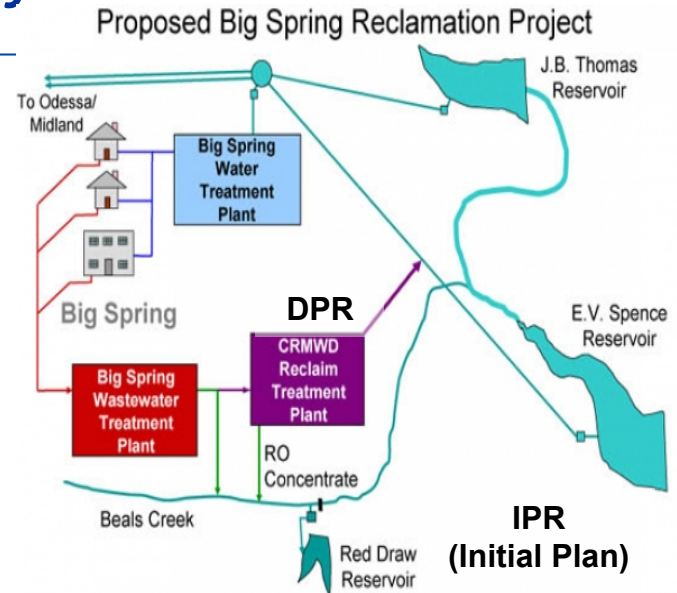 Proposed Big Spring Reclamation Project
J.B. Thomas
Reservoir
To Odessa/
Midland
Big Spring
Water
Treatment
Plant
Big Spring
DPR
E.V. Spence
Reservoir
CRMWD
Reclaim
Treatment
Plant
Big Spring
Wastewater
Treatment
Plant
RO
Concentrate
Beals Creek
IPR
(Initial Plan)
Red Draw
Reservoir